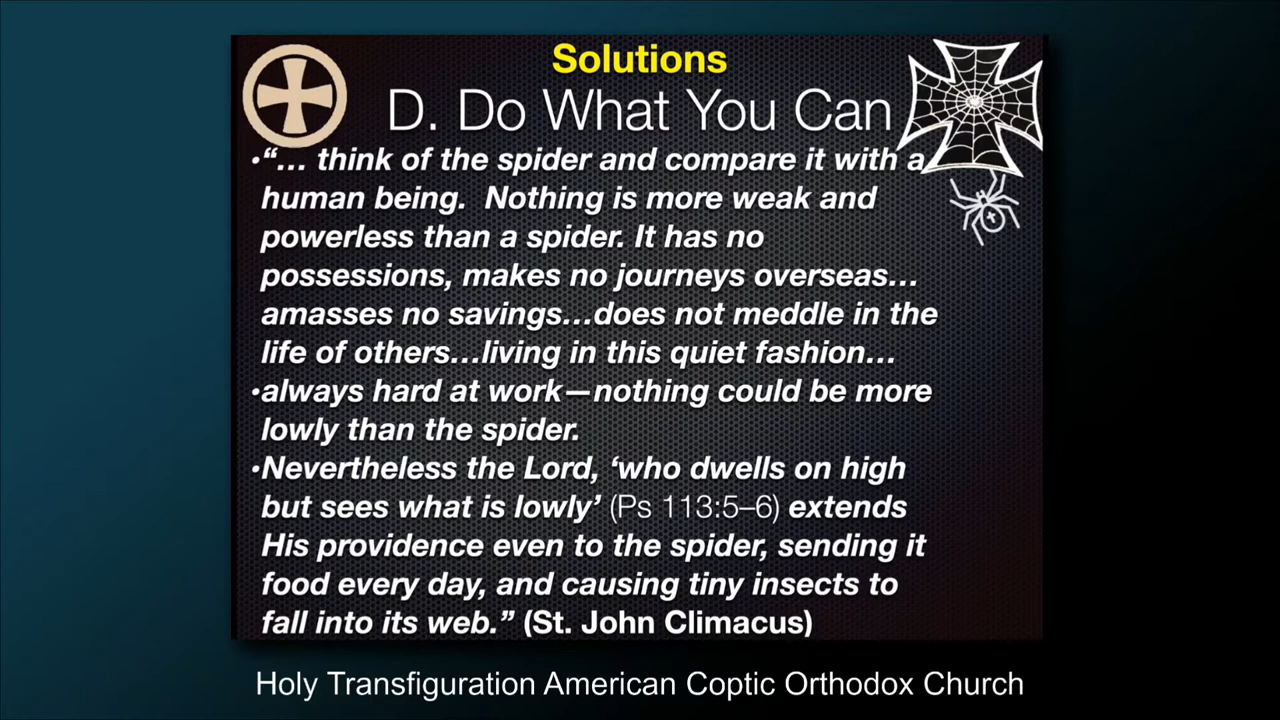 Solutions
D. Do What You Can
•“… think of the spider and compare it with a
human being.  Nothing is more weak and
powerless than a spider. It has no
possessions, makes no journeys overseas…
amasses no savings…does not meddle in the
life of others…living in this quiet fashion…
•always hard at work—nothing could be more
lowly than the spider.
•Nevertheless the Lord, ‘who dwells on high
but sees what is lowly’ (Ps 113:5–6) extends
His providence even to the spider, sending it
food every day, and causing tiny insects to
fall into its web.” (St. John Climacus)
Holy Transfiguration American Coptic Orthodox Church